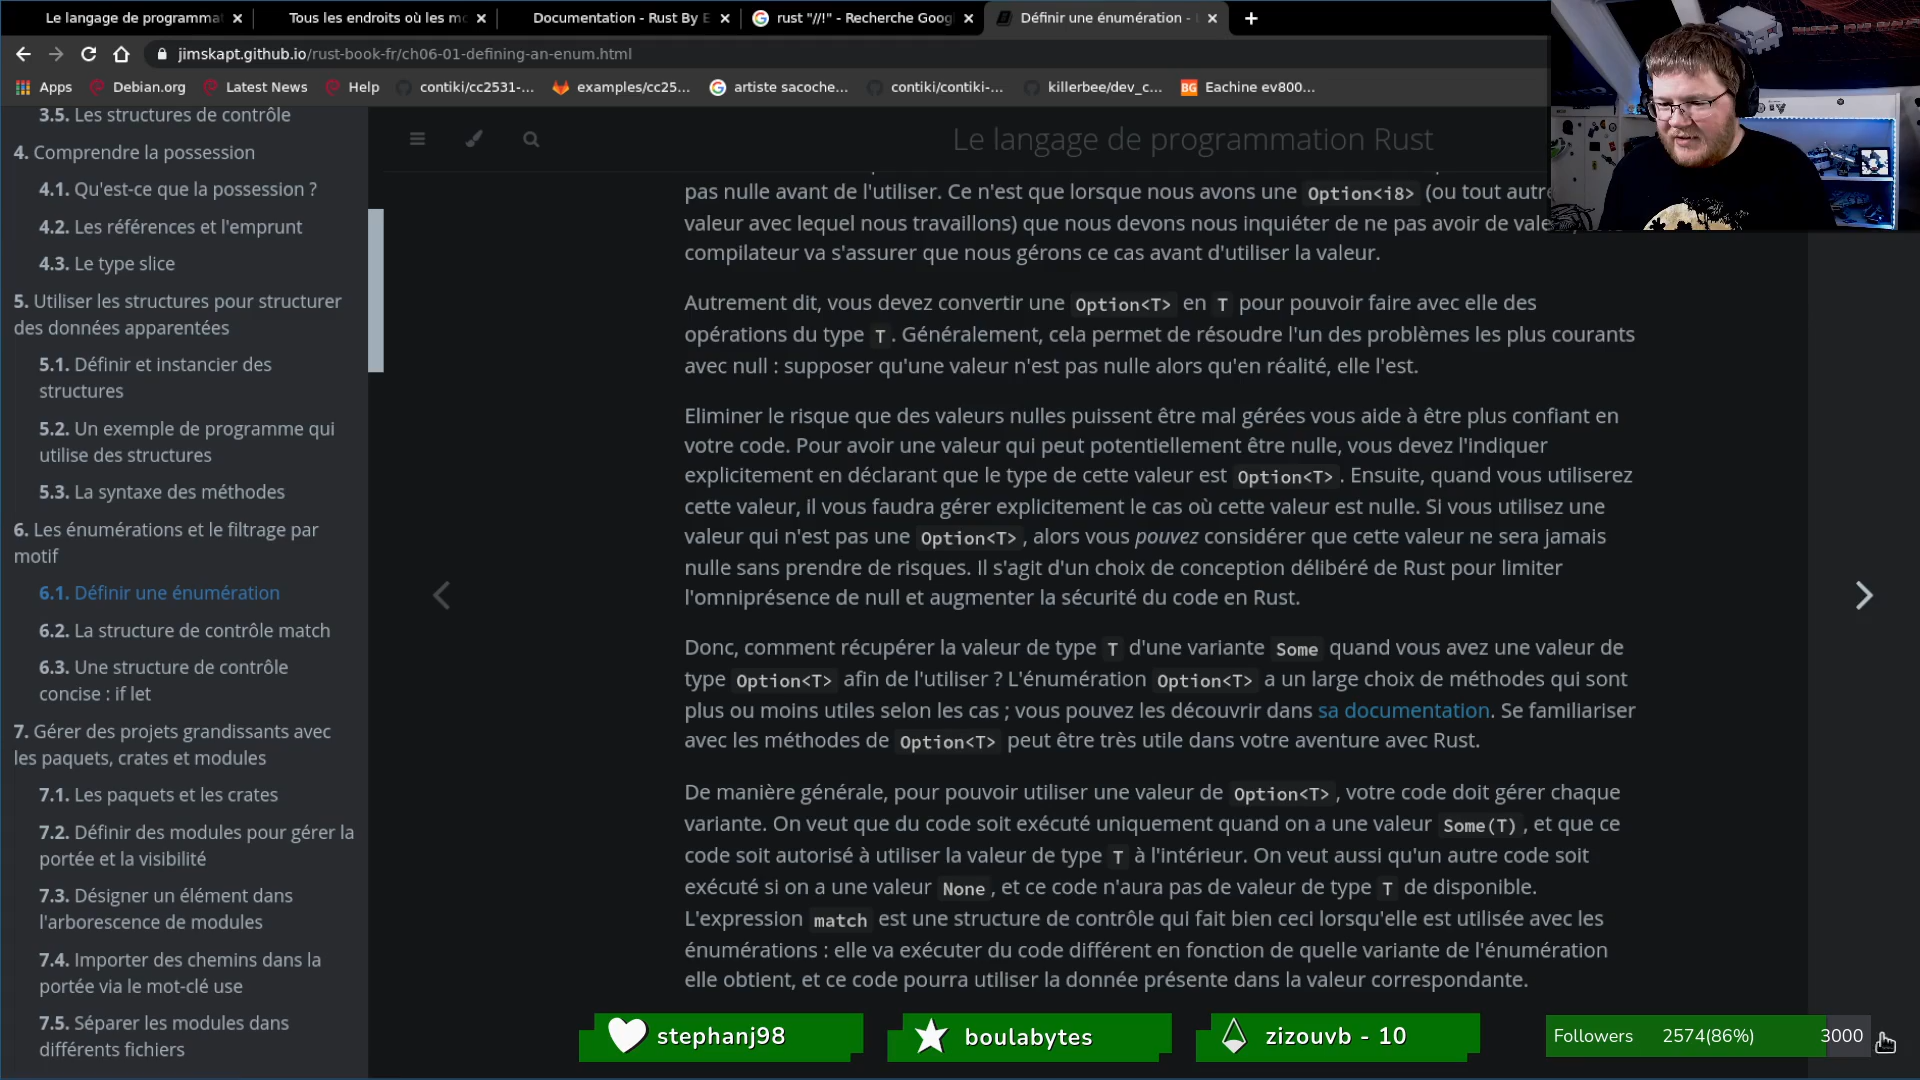 Le langage de programma
Tous les endroits où les mo
Documentation - Rust By E
rust "//!" - Recherche Goog
Définir une énumération -
jimskapt.github.io/rust-book-fr/ch06-01-defining-an-enum.html
Apps
Debian.org
Latest News
Help
contiki/cc2531-...
examples/cc25...
artiste sacoche...
contiki/contiki-...
killerbee/dev_c...
BG Eachine ev800...
3.5. Les structures de contrôle
4. Comprendre la possession
4.1. Qu'est-ce que la possession ?
4.2. Les références et l'emprunt
4.3. Le type slice
5. Utiliser les structures pour structurer
des données apparentées
5.1. Définir et instancier des
structures
5.2. Un exemple de programme qui
utilise des structures
5.3. La syntaxe des méthodes
6. Les énumérations et le filtrage par
motif
6.1. Définir une énumération
6.2. La structure de contrôle match
6.3. Une structure de contrôle
concise : if let
7. Gérer des projets grandissants avec
les paquets, crates et modules
7.1. Les paquets et les crates
7.2. Définir des modules pour gérer la
portée et la visibilité
7.3. Désigner un élément dans
l'arborescence de modules
7.4. Importer des chemins dans la
portée via le mot-clé use
7.5. Séparer les modules dans
différents fichiers
Le langage de programmation Rust
pas nulle avant de l'utiliser. Ce n'est que lorsque nous avons une Option<i8> (ou tout autre
valeur avec lequel nous travaillons) que nous devons nous inquiéter de ne pas avoir de vale
compilateur va s'assurer que nous gérons ce cas avant d'utiliser la valeur.
Autrement dit, vous devez convertir une Option<T> en T pour pouvoir faire avec elle des
opérations du type T. Généralement, cela permet de résoudre l'un des problèmes les plus courants
avec null : supposer qu'une valeur n'est pas nulle alors qu'en réalité, elle l'est.
Eliminer le risque que des valeurs nulles puissent être mal gérées vous aide à être plus confiant en
votre code. Pour avoir une valeur qui peut potentiellement être nulle, vous devez l'indiquer
explicitement en déclarant que le type de cette valeur est Option<T>. Ensuite, quand vous utiliserez
cette valeur, il vous faudra gérer explicitement le cas où cette valeur est nulle. Si vous utilisez une
valeur qui n'est pas une Option<T>, alors vous pouvez considérer que cette valeur ne sera jamais
nulle sans prendre de risques. Il s'agit d'un choix de conception délibéré de Rust pour limiter
l'omniprésence de null et augmenter la sécurité du code en Rust.
Donc, comment récupérer la valeur de type T d'une variante Some quand vous avez une valeur de
type Option<T> afin de l'utiliser ? L'énumération Option<T> a un large choix de méthodes qui sont
plus ou moins utiles selon les cas ; vous pouvez les découvrir dans sa documentation. Se familiariser
avec les méthodes de Option<T> peut être très utile dans votre aventure avec Rust.
De manière générale, pour pouvoir utiliser une valeur de Option<T>, votre code doit gérer chaque
variante. On veut que du code soit exécuté uniquement quand on a une valeur Some(T), et que ce
code soit autorisé à utiliser la valeur de type T à l'intérieur. On veut aussi qu'un autre code soit
exécuté si on a une valeur None, et ce code n'aura pas de valeur de type T de disponible.
L'expression match est une structure de contrôle qui fait bien ceci lorsqu'elle est utilisée avec les
énumérations : elle va exécuter du code différent en fonction de quelle variante de l'énumération
elle obtient, et ce code pourra utiliser la donnée présente dans la valeur correspondante.
stephanj98
boulabytes
zizouvb - 10
Followers 2574(86%) 3000